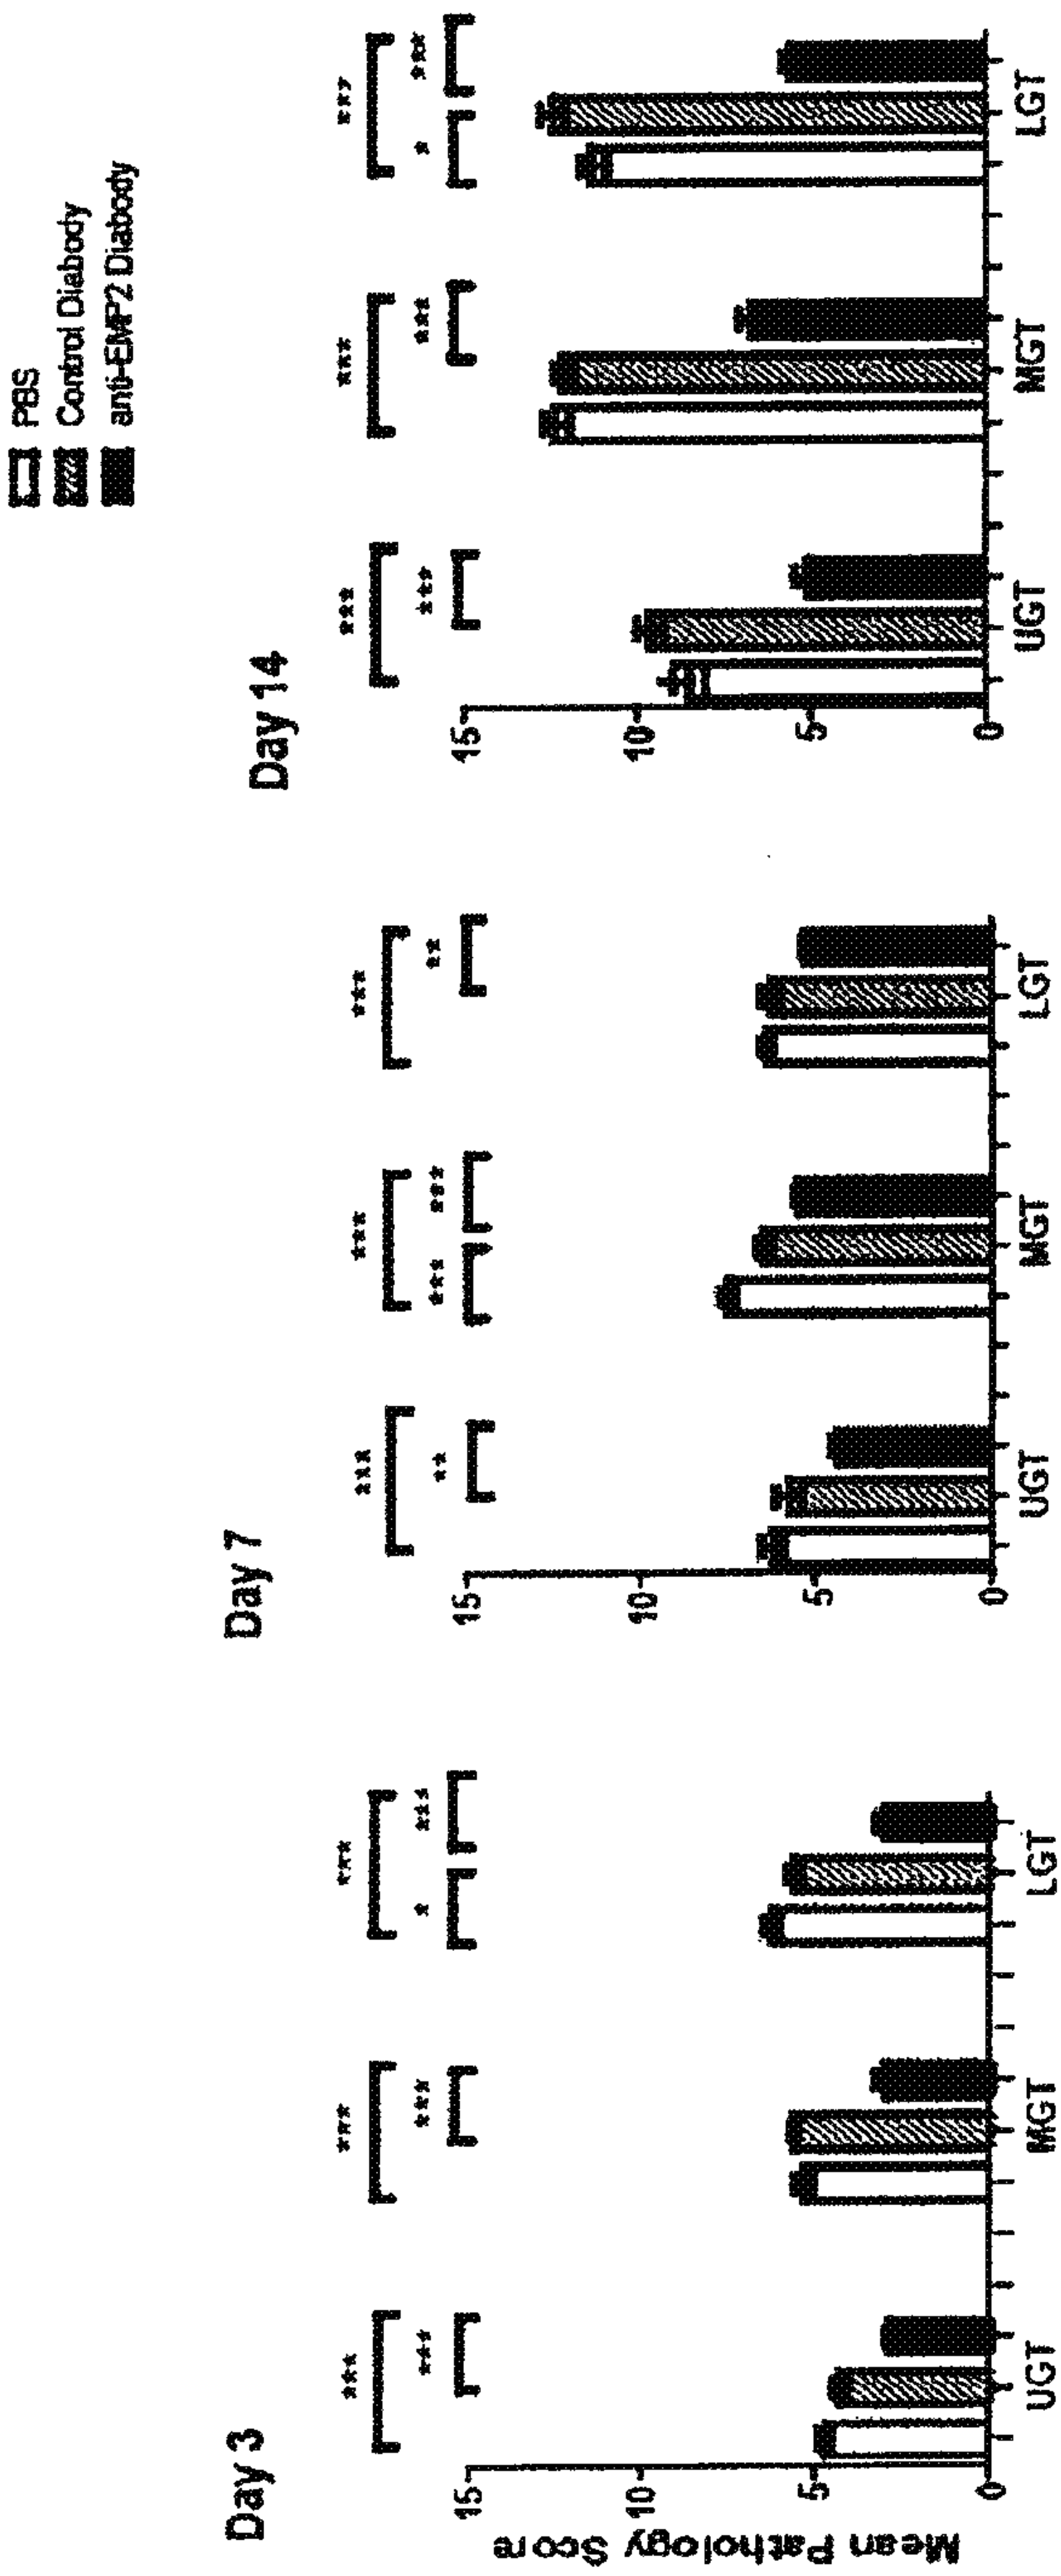 PBS
Control Diabody
anti-EMP2 Diabody
Day 3
Mean Pathology Score
15
10
5
0
***
***
***
***
***
*
***
UGT
MGT
LGT
Day 7
15
10
5
0
***
**
***
***
***
***
**
UGT
MGT
LGT
Day 14
15
10
5
0
***
***
***
***
***
*
***
UGT
MGT
LGT